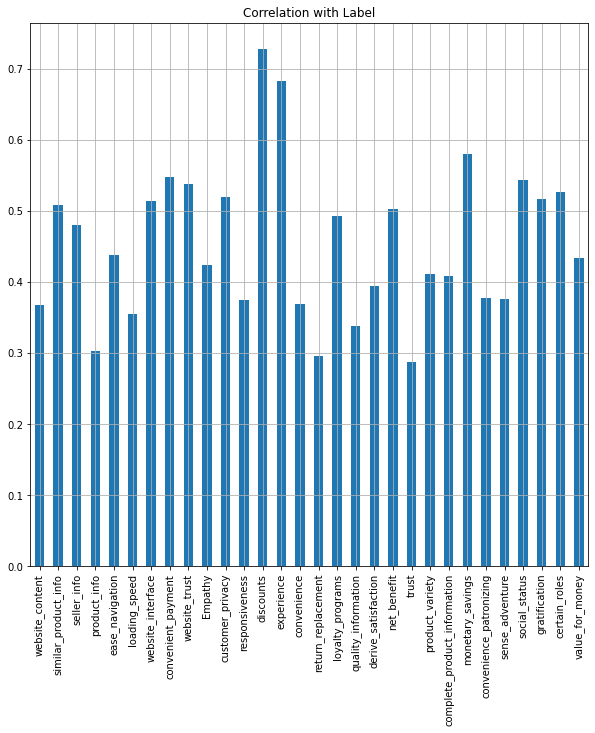 Correlation with Label
0.7
0.6
0.5
0.4
0.3
0.2
0.1
0.0
website_content
similar_product_info
seller_info
product_info
ease_navigation
loading_speed
website_interface
convenient_payment
website_trust
Empathy
customer_privacy
responsiveness
discounts
experience
convenience
return_replacement
loyalty_programs
quality_information
derive_satisfaction
net_benefit
trust
product_variety
complete_product_information
monetary_savings
convenience_patronizing
sense_adventure
social_status
gratification
certain_roles
value_for_money